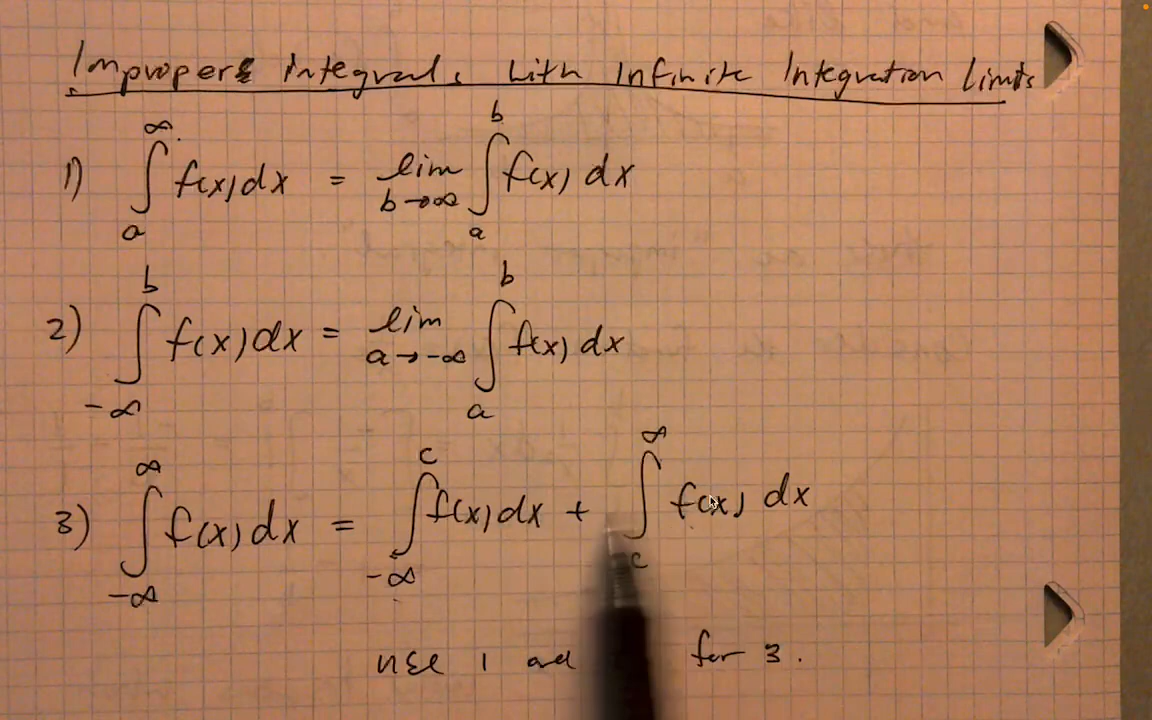 Improper Integrals with Infinite Integration Limits
1) ∫_a^∞ f(x)dx = lim_{b→∞} ∫_a^b f(x) dx
2) ∫_{-∞}^b f(x)dx = lim_{a→-∞} ∫_a^b f(x) dx
3) ∫_{-∞}^∞ f(x)dx = ∫_{-∞}^c f(x)dx + ∫_c^∞ f(x) dx
use 1 and for 3.